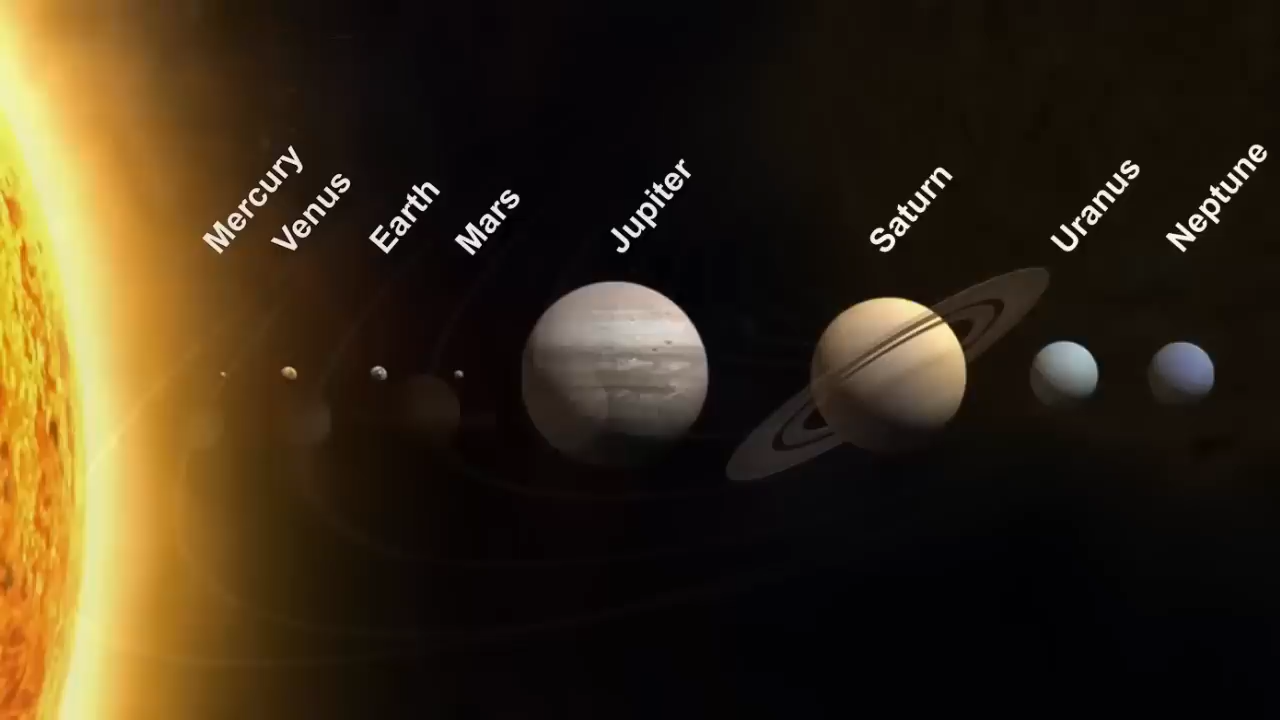 Mercury
Venus
Earth
Mars
Jupiter
Saturn
Uranus
Neptune